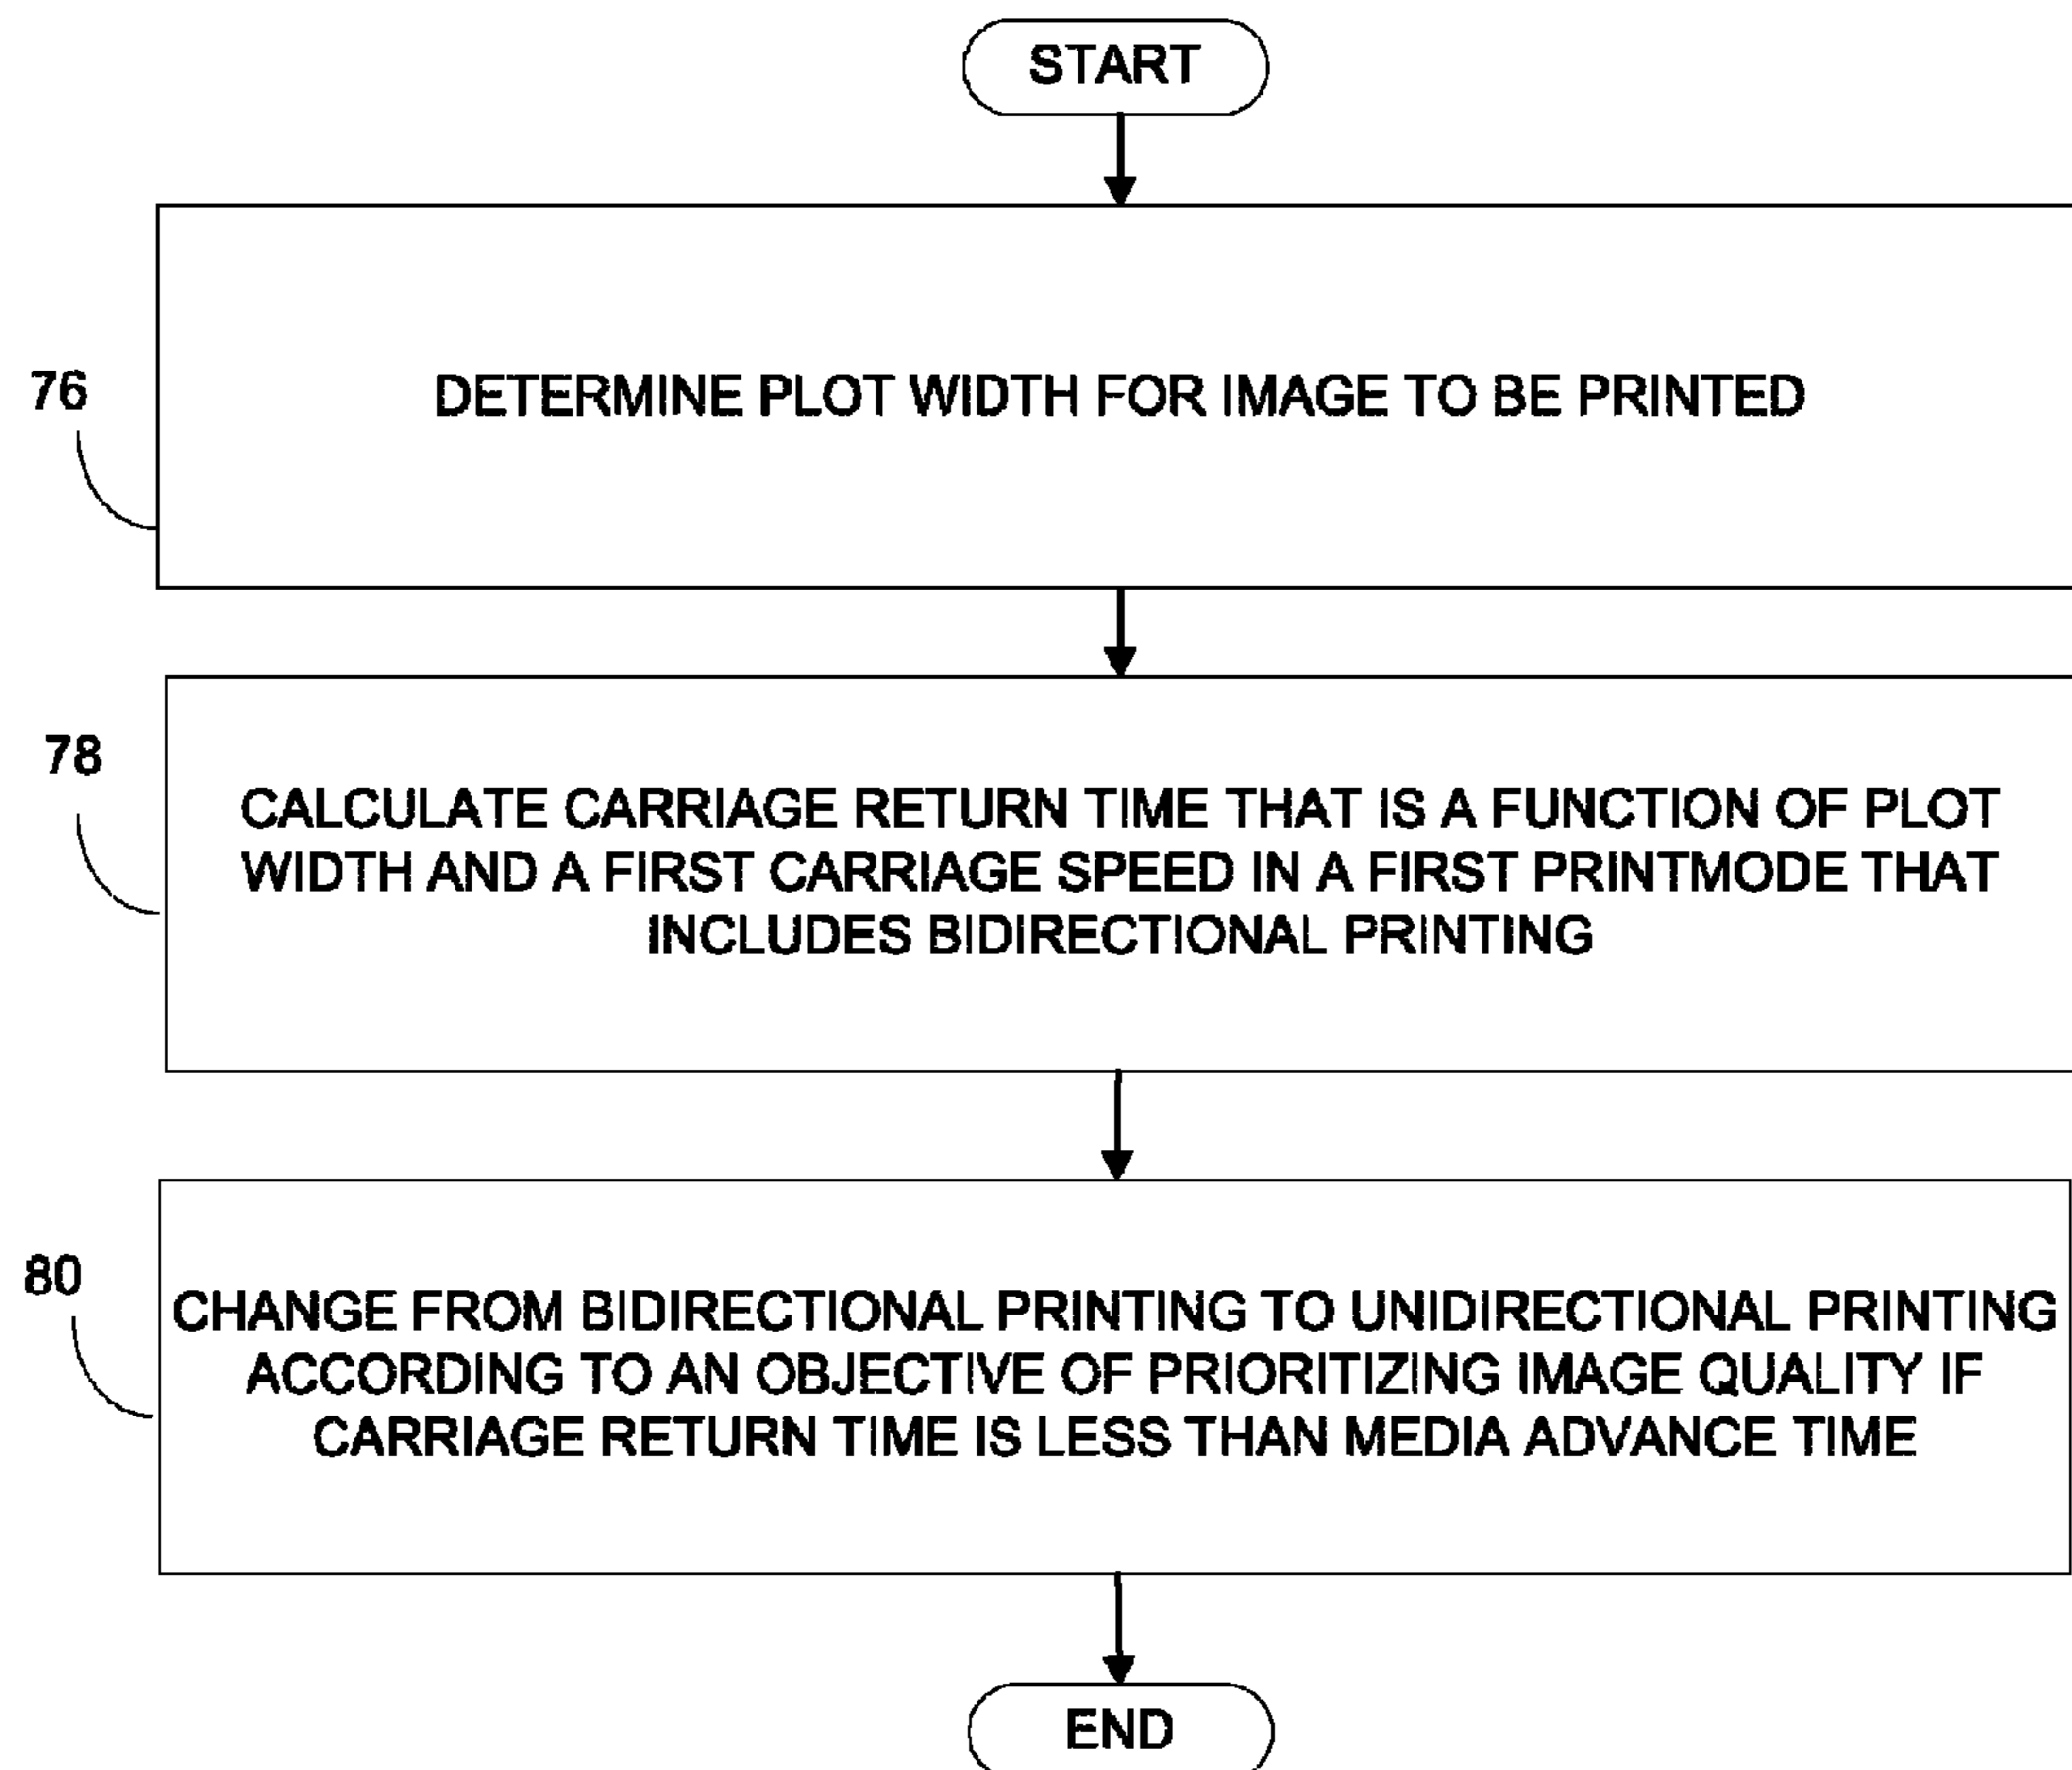 START
76
DETERMINE PLOT WIDTH FOR IMAGE TO BE PRINTED
78
CALCULATE CARRIAGE RETURN TIME THAT IS A FUNCTION OF PLOT
WIDTH AND A FIRST CARRIAGE SPEED IN A FIRST PRINTMODE THAT
INCLUDES BIDIRECTIONAL PRINTING
80
CHANGE FROM BIDIRECTIONAL PRINTING TO UNIDIRECTIONAL PRINTING
ACCORDING TO AN OBJECTIVE OF PRIORITIZING IMAGE QUALITY IF
CARRIAGE RETURN TIME IS LESS THAN MEDIA ADVANCE TIME
END